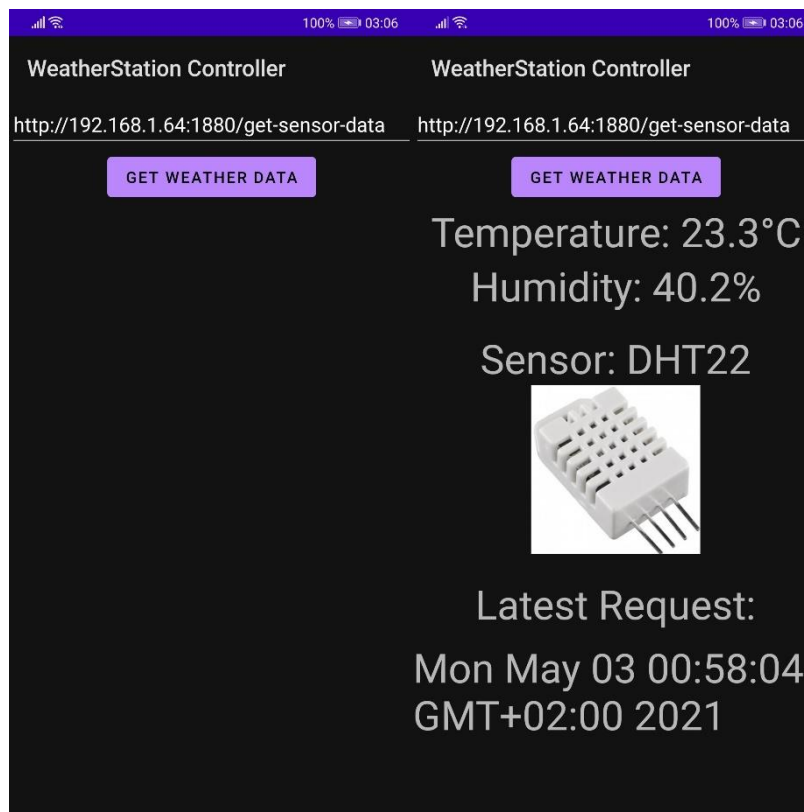 100% 03:06
WeatherStation Controller
http://192.168.1.64:1880/get-sensor-data
GET WEATHER DATA
100% 03:06
WeatherStation Controller
http://192.168.1.64:1880/get-sensor-data
GET WEATHER DATA
Temperature: 23.3°C
Humidity: 40.2%
Sensor: DHT22
Latest Request:
Mon May 03 00:58:04
GMT+02:00 2021